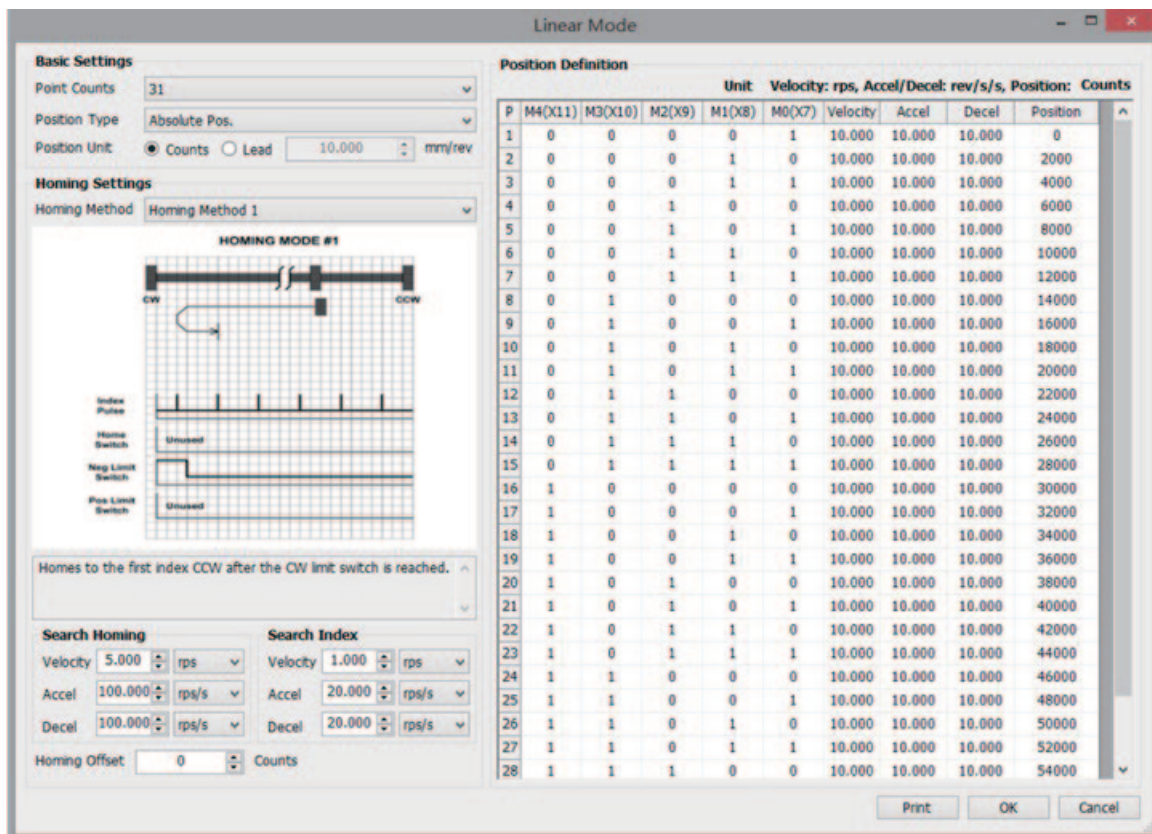 Linear Mode
Basic Settings
Point Counts 31
Position Type Absolute Pos.
Position Unit Counts Lead 10.000 mm/rev
Homing Settings
Homing Method Homing Method 1
HOMING MODE #1
CW CCW
Index
Pulse
Home
Switch
Unused
Neg Limit
Switch
Pos Limit
Switch
Unused
Homes to the first index CCW after the CW limit switch is reached.
Search Homing
Velocity 5.000 rps
Accel 100.000 rps/s
Decel 100.000 rps/s
Search Index
Velocity 1.000 rps
Accel 20.000 rps/s
Decel 20.000 rps/s
Homing Offset 0 Counts
Position Definition
Unit Velocity: rps, Accel/Decel: rev/s/s, Position: Counts
P M4(X11) M3(X10) M2(X9) M1(X8) M0(X7) Velocity Accel Decel Position
1 0 0 0 0 1 10.000 10.000 10.000 0
2 0 0 0 1 0 10.000 10.000 10.000 2000
3 0 0 0 1 1 10.000 10.000 10.000 4000
4 0 0 1 0 0 10.000 10.000 10.000 6000
5 0 0 1 0 1 10.000 10.000 10.000 8000
6 0 0 1 1 0 10.000 10.000 10.000 10000
7 0 0 1 1 1 10.000 10.000 10.000 12000
8 0 1 0 0 0 10.000 10.000 10.000 14000
9 0 1 0 0 1 10.000 10.000 10.000 16000
10 0 1 0 1 0 10.000 10.000 10.000 18000
11 0 1 0 1 1 10.000 10.000 10.000 20000
12 0 1 1 0 0 10.000 10.000 10.000 22000
13 0 1 1 0 1 10.000 10.000 10.000 24000
14 0 1 1 1 0 10.000 10.000 10.000 26000
15 0 1 1 1 1 10.000 10.000 10.000 28000
16 1 0 0 0 0 10.000 10.000 10.000 30000
17 1 0 0 0 1 10.000 10.000 10.000 32000
18 1 0 0 1 0 10.000 10.000 10.000 34000
19 1 0 0 1 1 10.000 10.000 10.000 36000
20 1 0 1 0 0 10.000 10.000 10.000 38000
21 1 0 1 0 1 10.000 10.000 10.000 40000
22 1 0 1 1 0 10.000 10.000 10.000 42000
23 1 0 1 1 1 10.000 10.000 10.000 44000
24 1 1 0 0 0 10.000 10.000 10.000 46000
25 1 1 0 0 1 10.000 10.000 10.000 48000
26 1 1 0 1 0 10.000 10.000 10.000 50000
27 1 1 0 1 1 10.000 10.000 10.000 52000
28 1 1 1 0 0 10.000 10.000 10.000 54000
Print OK Cancel